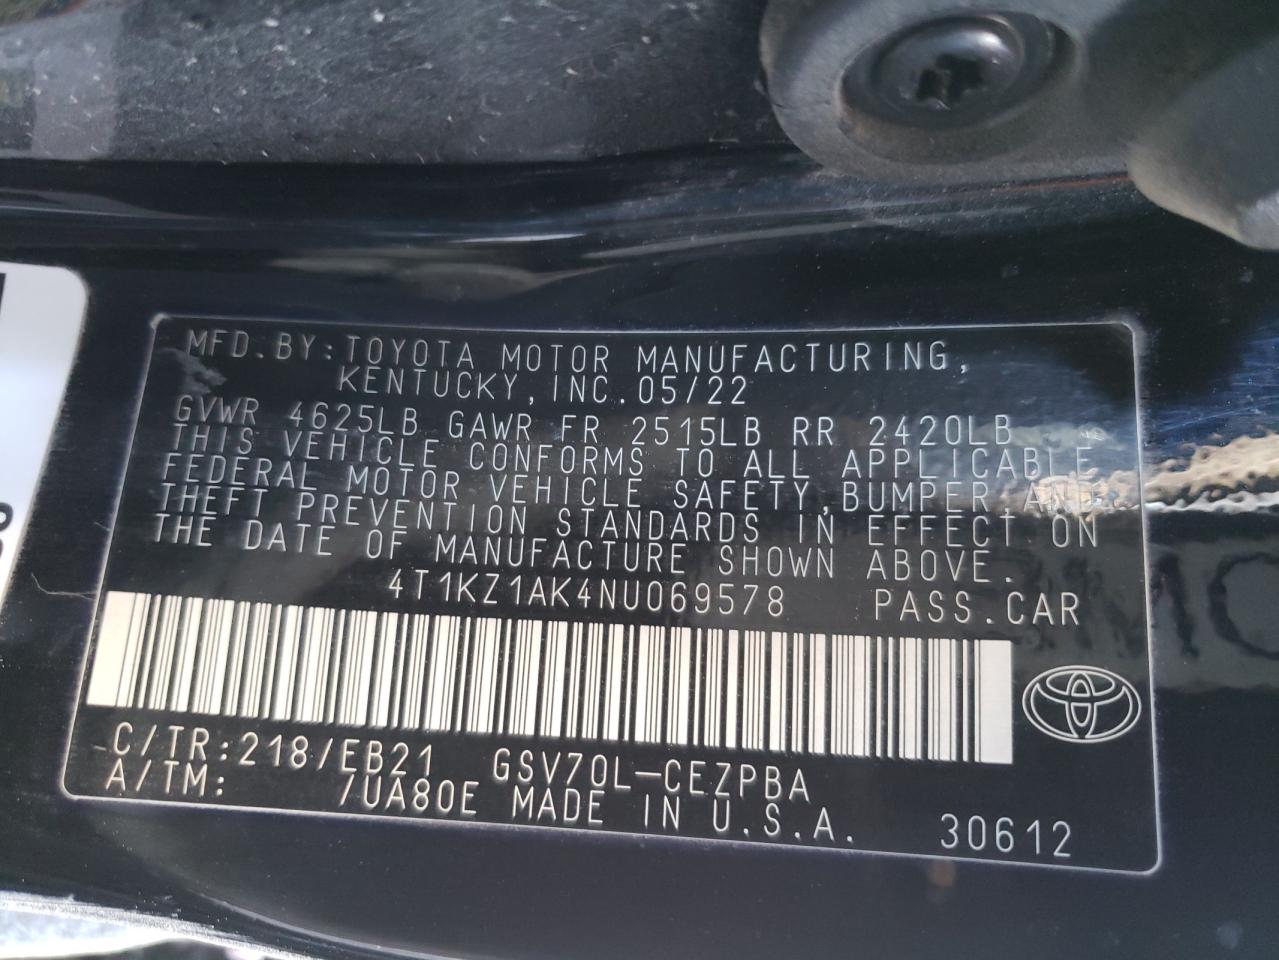 MFD.BY:TOYOTA MOTOR MANUFACTURING,
KENTUCKY,INC.05/22
GVWR 4625LB GAWR FR 2515LB RR 2420LB
THIS VEHICLE CONFORMS TO ALL APPLICABLE
FEDERAL MOTOR VEHICLE SAFETY,BUMPER,AND
THEFT PREVENTION STANDARDS IN EFFECT ON
THE DATE OF MANUFACTURE SHOWN ABOVE.
4T1KZ1AK4NU069578 PASS.CAR
C/TR:218/EB21 GSV70L-CEZPBA
A/TM: /UA80E MADE IN U.S.A. 30612